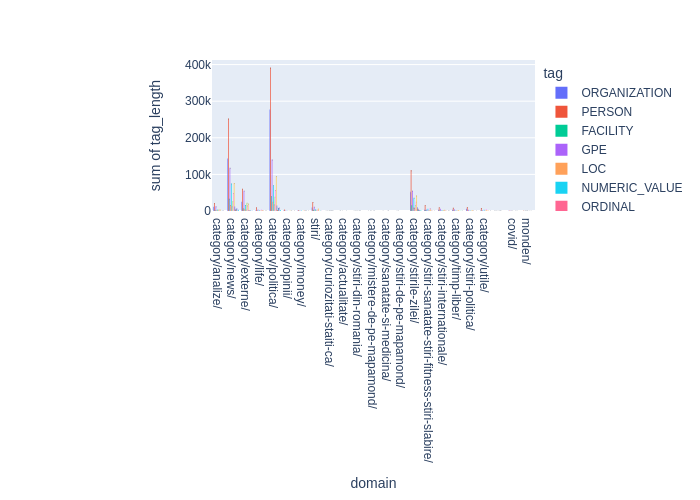 tag
ORGANIZATION
PERSON
FACILITY
GPE
LOC
NUMERIC_VALUE
ORDINAL
sum of tag_length
400k
300k
200k
100k
0
category/analize/
category/news/
category/externe/
category/life/
category/politica/
category/opinii/
category/money/
stiri/
category/curiozitati-staiti-ca/
category/actualitate/
category/stiri-din-romania/
category/mistere-de-pe-mapamond/
category/sanatate-si-medicina/
category/stiri-de-pe-mapamond/
category/stirile-zilei/
category/stiri-sanatate-stiri-fitness-stiri-slabire/
category/stiri-internationale/
category/timp-liber/
category/stiri-politica/
category/utile/
covid/
monden/
domain